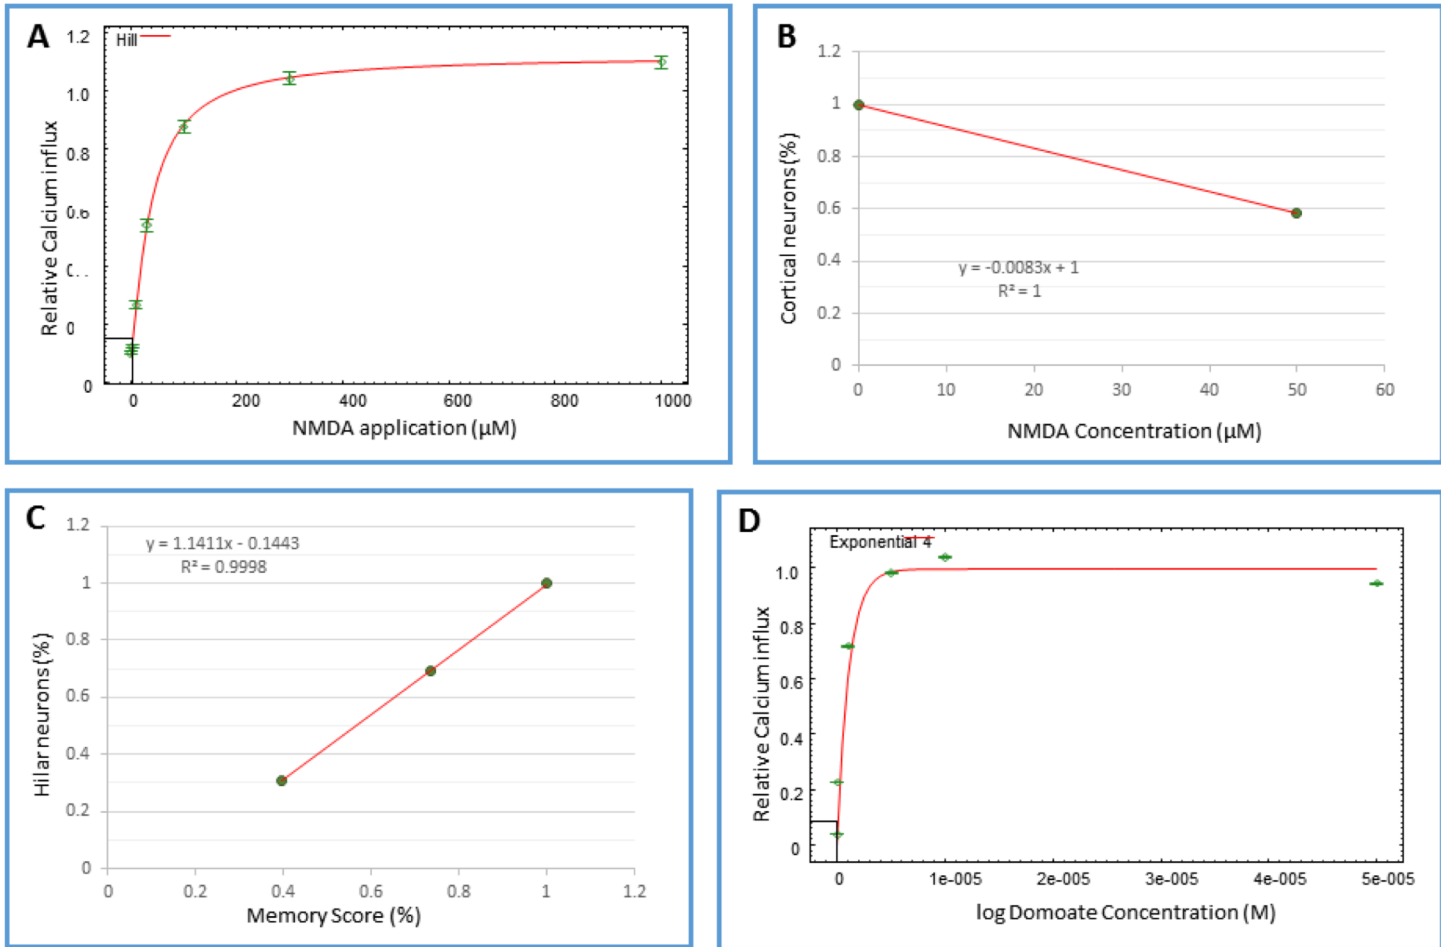 A
Hill
1.2
1.0
0.8
0.6
0
0
0 200 400 600 800 1000
Relative Calcium influx
NMDA application (µM)
B
1.2
1
0.8
0.6
0.4
0.2
0
y = -0.0083x + 1
R² = 1
0 10 20 30 40 50 60
Cortical neurons (%)
NMDA Concentration (µM)
C
y = 1.1411x - 0.1443
R² = 0.9998
1.2
1
0.8
0.6
0.4
0.2
0
0 0.2 0.4 0.6 0.8 1 1.2
Hilar neurons (%)
Memory Score (%)
D
Exponential 4
1.0
0.8
0.6
0.4
0.2
0
0 1e-005 2e-005 3e-005 4e-005 5e-005
Relative Calcium influx
log Domoate Concentration (M)